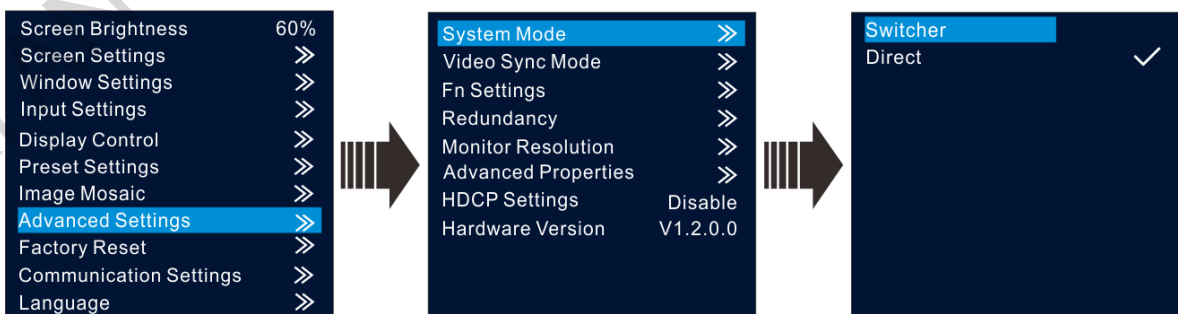 Screen Brightness 60%
Screen Settings
Window Settings
Input Settings
Display Control
Preset Settings
Image Mosaic
Advanced Settings
Factory Reset
Communication Settings
Language
System Mode
Video Sync Mode
Fn Settings
Redundancy
Monitor Resolution
Advanced Properties
HDCP Settings Disable
Hardware Version V1.2.0.0
Switcher
Direct